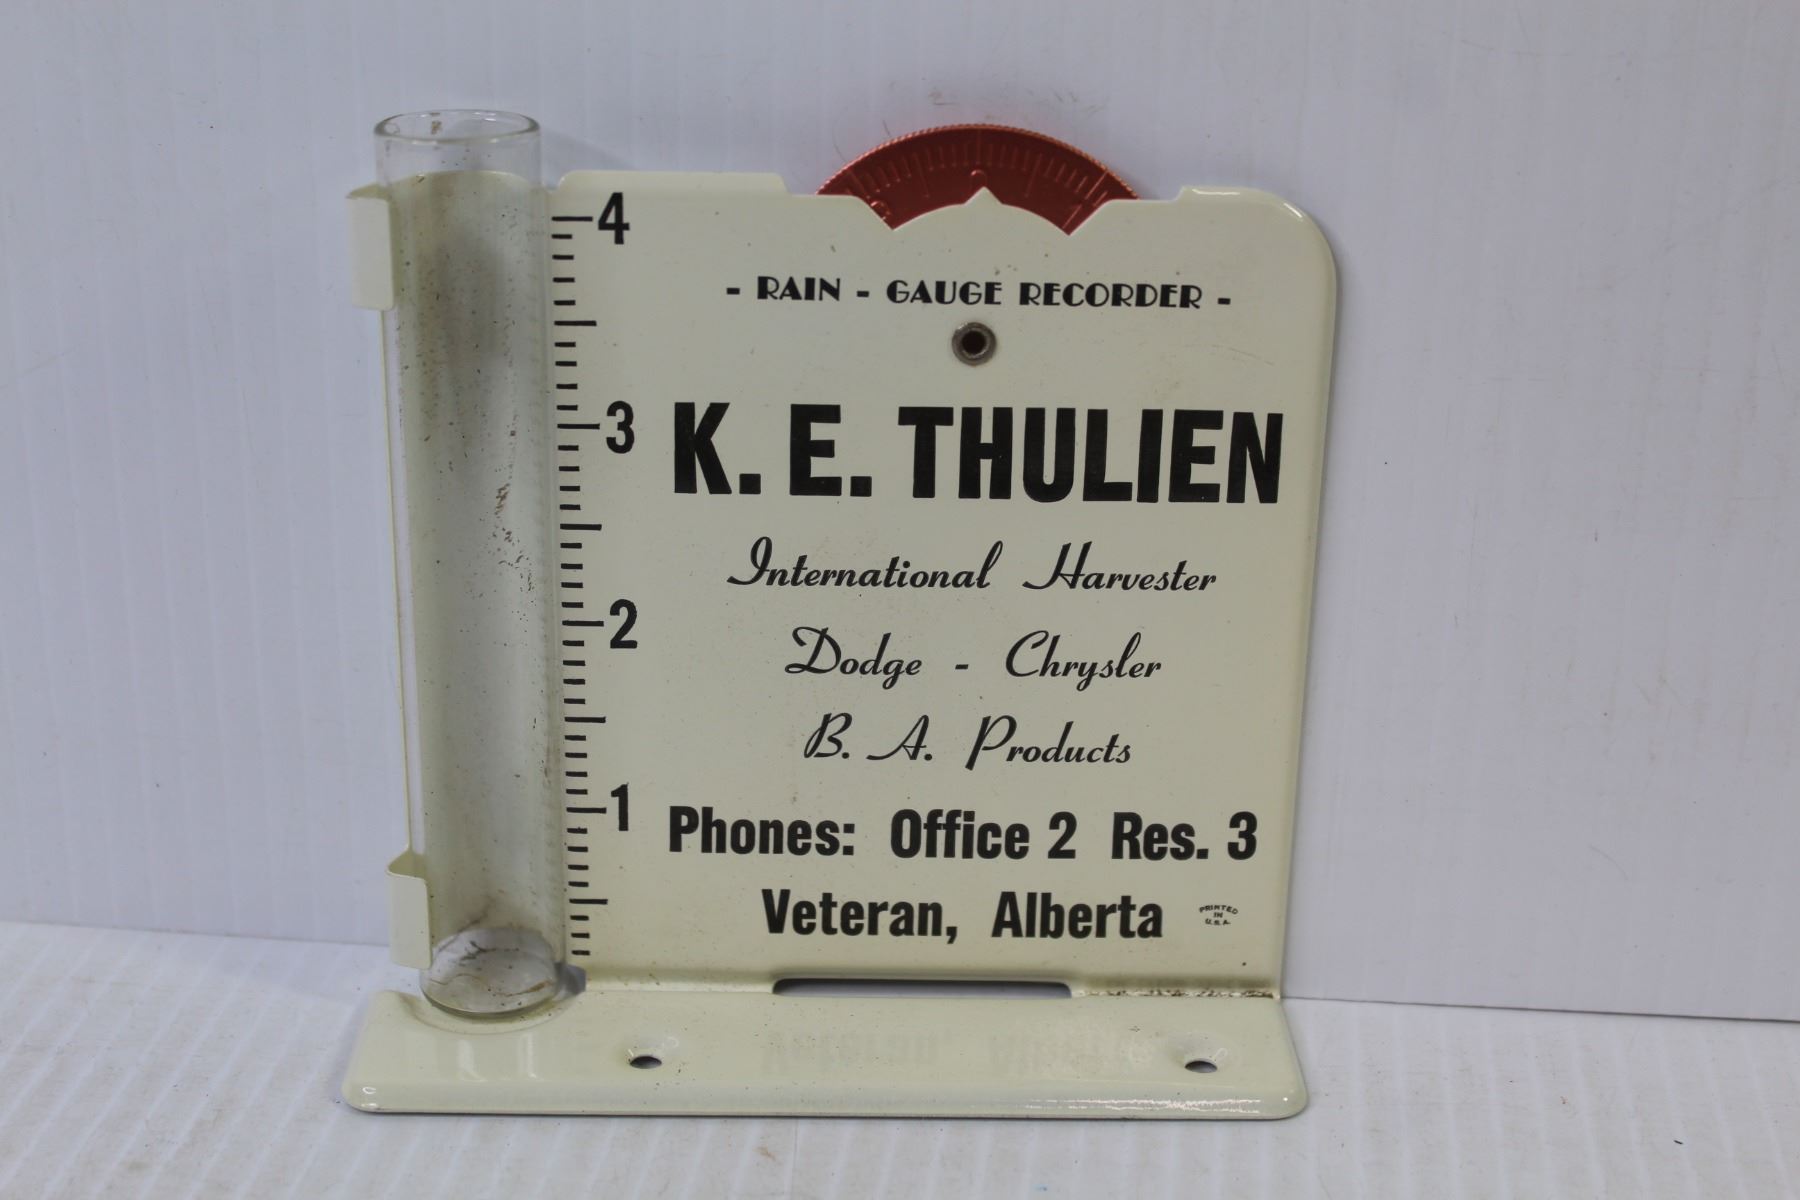 - RAIN - GAUGE RECORDER -
K. E. THULIEN
International Harvester
Dodge - Chrysler
B. A. Products
Phones: Office 2 Res. 3
Veteran, Alberta
PRINTED
IN
U.S.A.
4
3
2
1